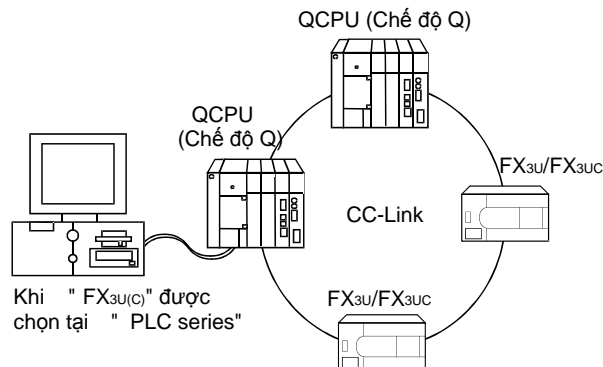 QCPU (Chế độ Q)
QCPU
(Chế độ Q)
FX3U/FX3UC
CC-Link
Khi " FX3U(C)" được
chọn tại " PLC series"
FX3U/FX3UC